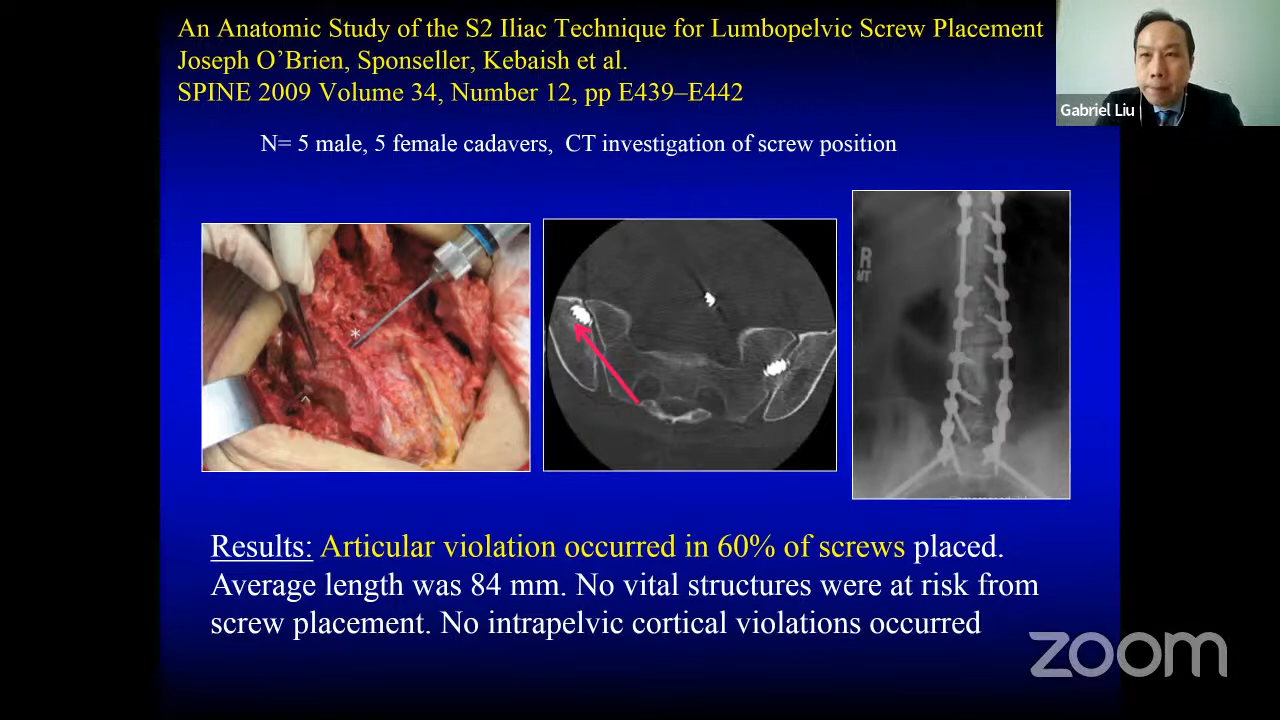 An Anatomic Study of the S2 Iliac Technique for Lumbopelvic Screw Placement
Joseph O’Brien, Sponseller, Kebaish et al.
SPINE 2009 Volume 34, Number 12, pp E439–E442
Gabriel Liu
N= 5 male, 5 female cadavers, CT investigation of screw position
R
MT
*
^
Results: Articular violation occurred in 60% of screws placed.
Average length was 84 mm. No vital structures were at risk from
screw placement. No intrapelvic cortical violations occurred
zoom